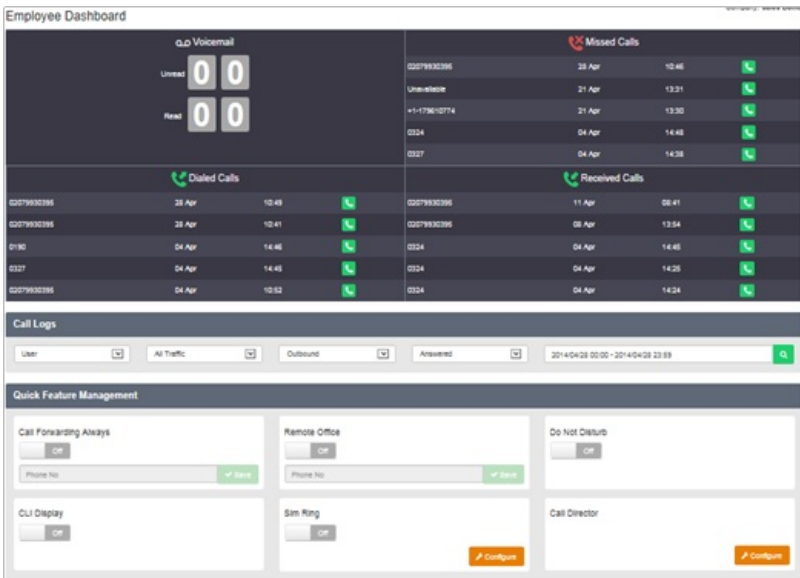 Employee Dashboard
Voicemail
Unread 0 0
Read 0 0
Missed Calls
02079930395 28 Apr 10:46
Unavailable 21 Apr 13:31
+1-179610774 21 Apr 13:30
0324 04 Apr 14:48
0327 04 Apr 14:38
Dialed Calls
02079930395 28 Apr 10:49
02079930395 28 Apr 10:41
0190 04 Apr 14:46
0327 04 Apr 14:45
02079930395 04 Apr 10:52
Received Calls
02079930395 11 Apr 08:41
02079930395 08 Apr 13:54
0324 04 Apr 14:45
0324 04 Apr 14:25
0324 04 Apr 14:24
Call Logs
User All Traffic Outbound Answered 2014/04/28 00:00 - 2014/04/28 23:59
Quick Feature Management
Call Forwarding Always
Off
Phone No Save
Remote Office
Off
Phone No Save
Do Not Disturb
Off
CLI Display
Off
Sim Ring
Off
Configure
Call Director
Configure